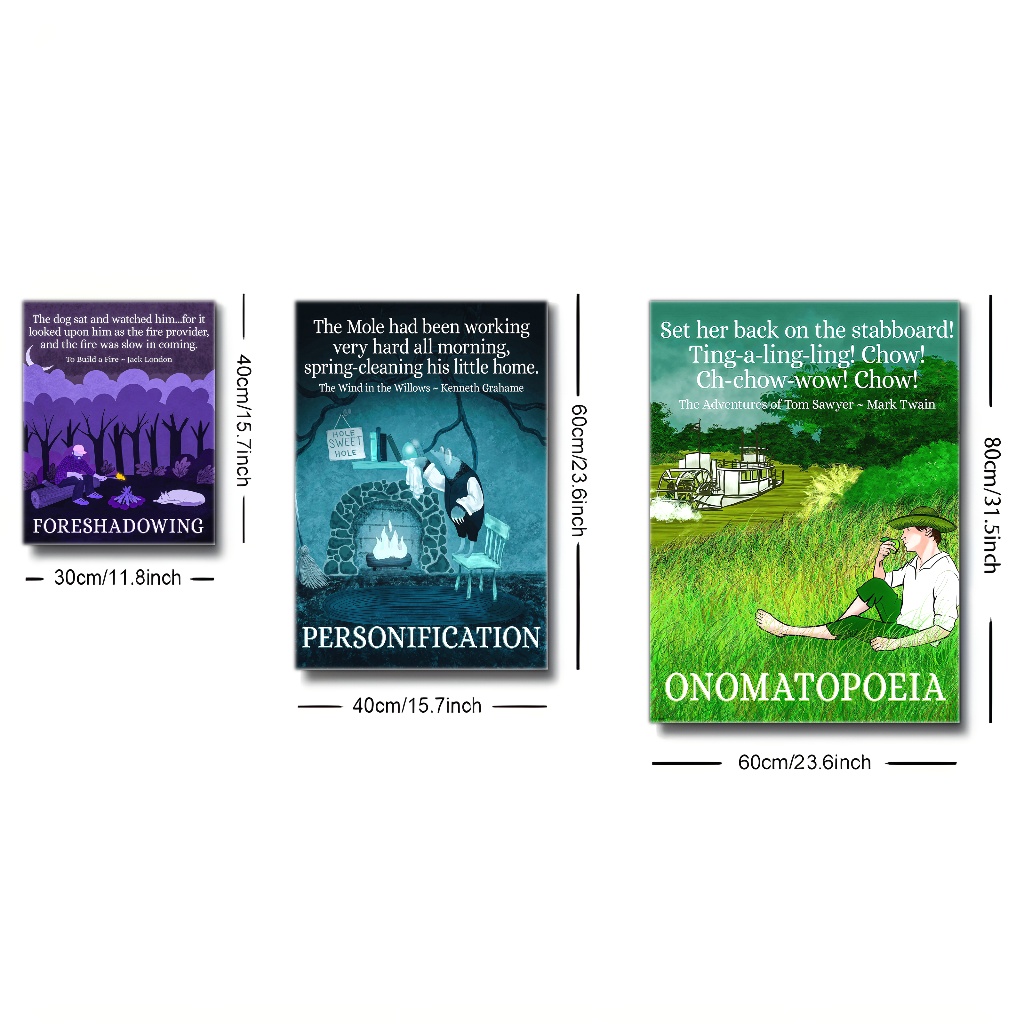 The dog sat and watched him...for it
looked upon him as the fire provider,
and the fire was slow in coming.
To Build a Fire ~ Jack London
FORESHADOWING
40cm/15.7inch
30cm/11.8inch
The Mole had been working
very hard all morning,
spring-cleaning his little home.
The Wind in the Willows ~ Kenneth Grahame
HOLE
SWEET
HOLE
PERSONIFICATION
60cm/23.6inch
40cm/15.7inch
Set her back on the stabboard!
Ting-a-ling-ling! Chow!
Ch-chow-wow! Chow!
The Adventures of Tom Sawyer ~ Mark Twain
ONOMATOPOEIA
80cm/31.5inch
60cm/23.6inch